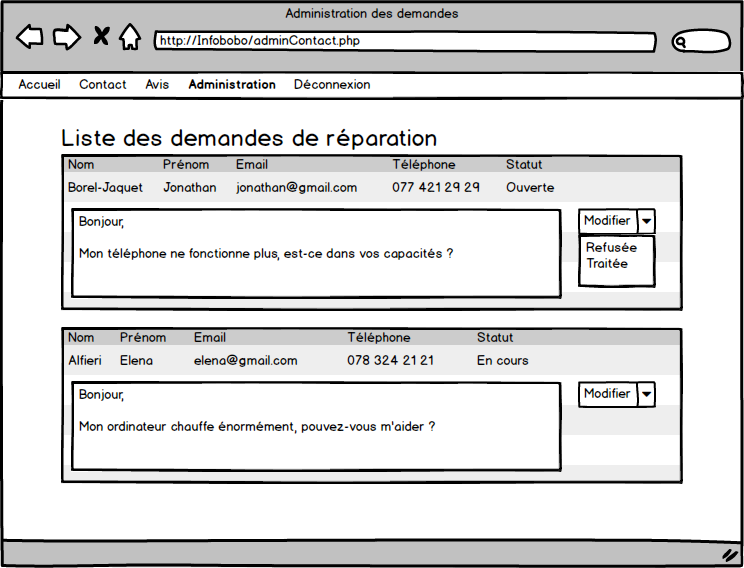 Administration des demandes
http://Infobobo/adminContact.php
Accueil Contact Avis Administration Déconnexion
Liste des demandes de réparation
Nom Prénom Email Téléphone Statut
Borel-Jaquet Jonathan jonathan@gmail.com 077 421 29 29 Ouverte
Bonjour,
Modifier
Refusée
Mon téléphone ne fonctionne plus, est-ce dans vos capacités ?
Traitée
Nom Prénom Email Téléphone Statut
Alfieri Elena elena@gmail.com 078 324 21 21 En cours
Bonjour,
Modifier
Mon ordinateur chauffe énormément, pouvez-vous m'aider ?